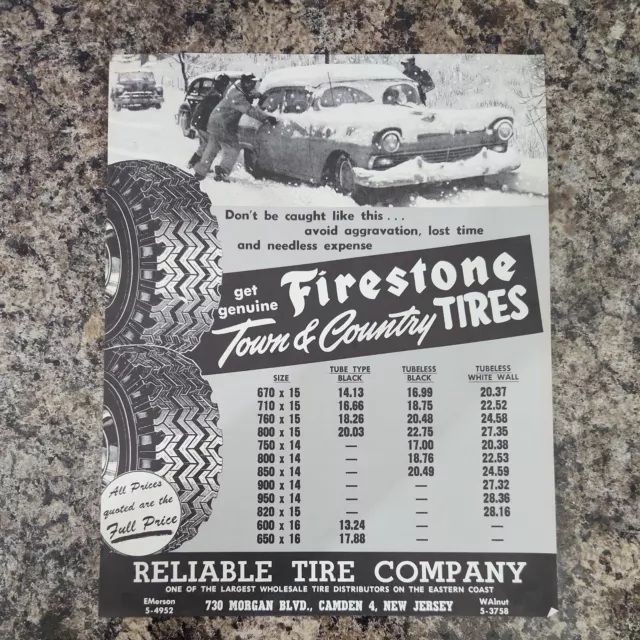 Don't be caught like this...
avoid aggravation, lost time
and needless expense
get
genuine
Firestone
Town & Country TIRES
SIZE TUBE TYPE BLACK TUBELESS BLACK TUBELESS WHITE WALL
670 x 15 14.13 16.99 20.37
710 x 15 16.66 18.75 22.52
760 x 15 18.26 20.48 24.58
800 x 15 20.03 22.75 27.35
750 x 14 — 17.00 20.38
800 x 14 — 18.76 22.53
850 x 14 — 20.49 24.59
900 x 14 — — 27.32
950 x 14 — — 28.36
820 x 15 — — 28.16
600 x 16 13.24 — —
650 x 16 17.88 — —
All Prices
quoted are the
Full Price
RELIABLE TIRE COMPANY
ONE OF THE LARGEST WHOLESALE TIRE DISTRIBUTORS ON THE EASTERN COAST
EMerson
5-4952
730 MORGAN BLVD., CAMDEN 4, NEW JERSEY
WAlnut
5-3758